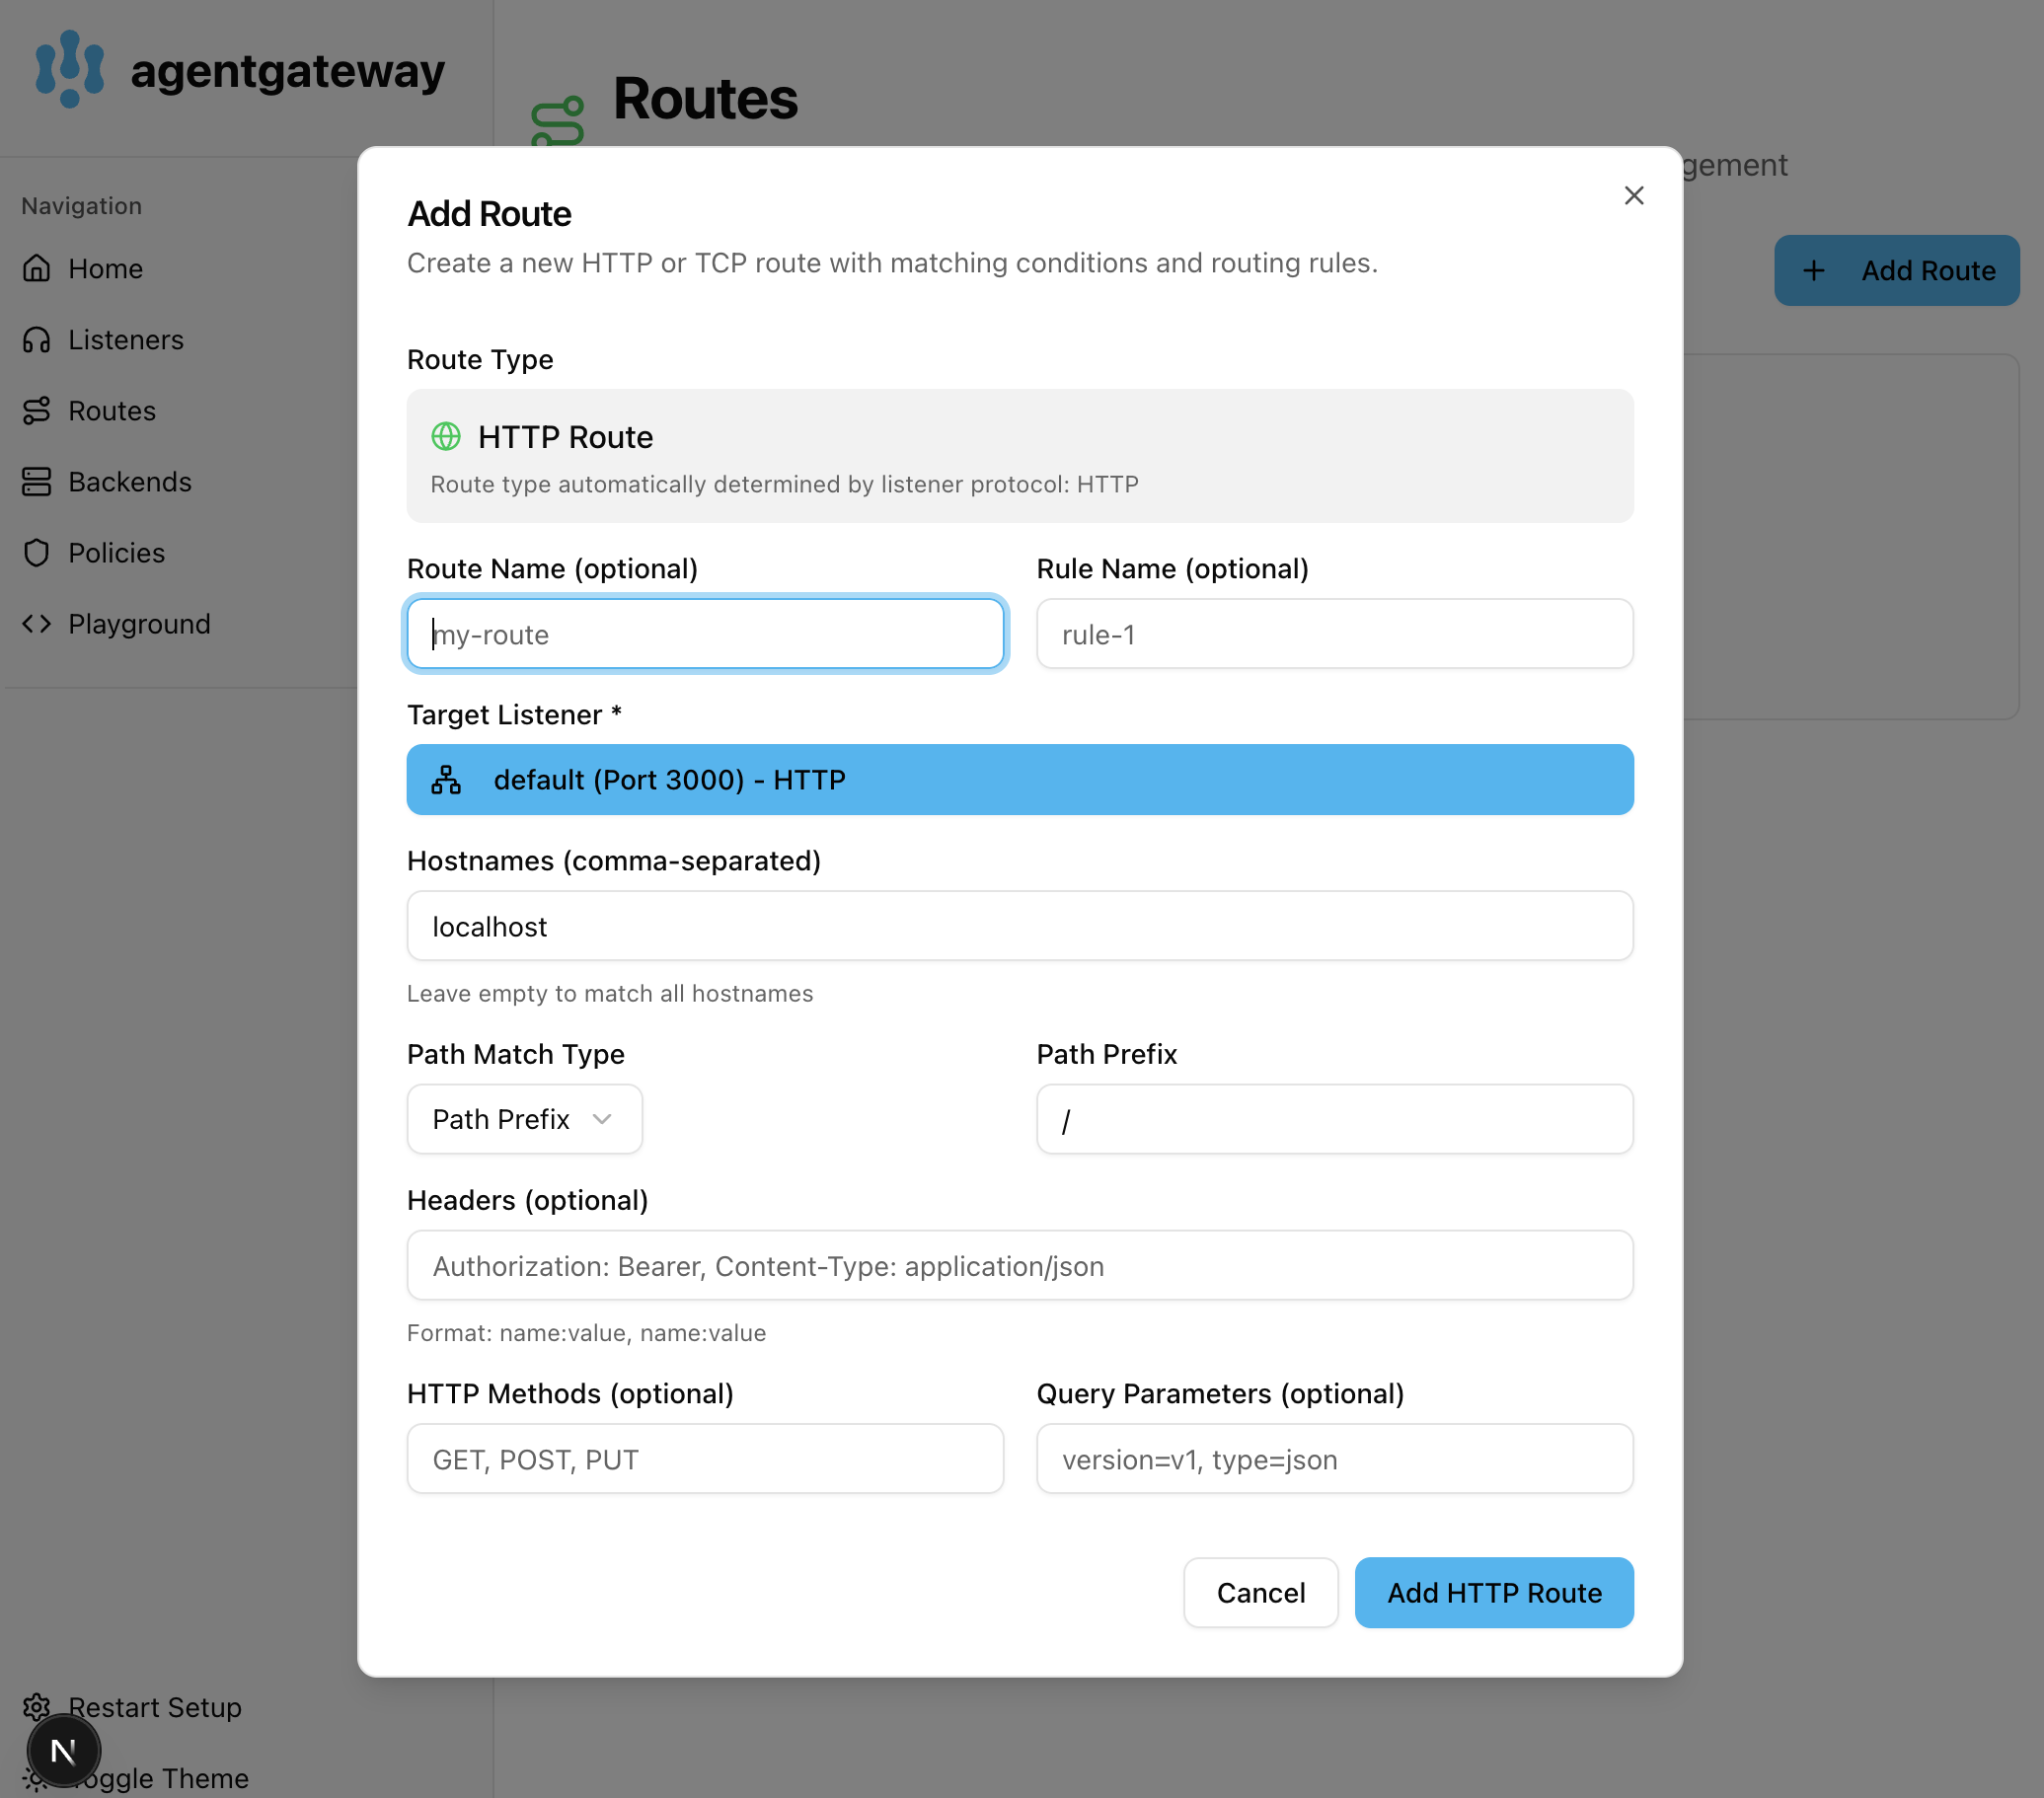 agentgateway
Routes
gement
Navigation
Home
Listeners
Routes
Backends
Policies
Playground
Restart Setup
N
oggle Theme
Add Route
Add Route
Create a new HTTP or TCP route with matching conditions and routing rules.
Route Type
HTTP Route
Route type automatically determined by listener protocol: HTTP
Route Name (optional)
Rule Name (optional)
my-route
rule-1
Target Listener *
default (Port 3000) - HTTP
Hostnames (comma-separated)
localhost
Leave empty to match all hostnames
Path Match Type
Path Prefix
Path Prefix
/
Headers (optional)
Authorization: Bearer, Content-Type: application/json
Format: name:value, name:value
HTTP Methods (optional)
Query Parameters (optional)
GET, POST, PUT
version=v1, type=json
Cancel
Add HTTP Route